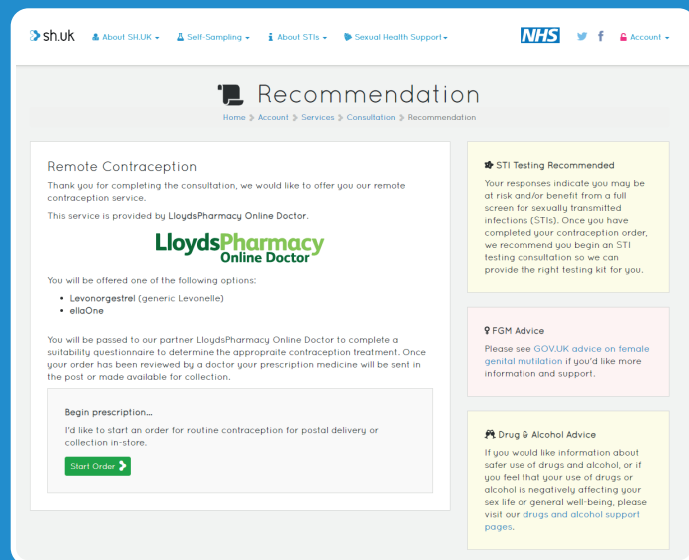 sh.uk About SH.UK Self-Sampling About STIs Sexual Health Support NHS Account
Recommendation
Home Account Services Consultation Recommendation
Remote Contraception
Thank you for completing the consultation, we would like to offer you our remote
contraception service.
This service is provided by LloydsPharmacy Online Doctor.
LloydsPharmacy
Online Doctor
You will be offered one of the following options:
• Levonorgestrel (generic Levonelle)
• ellaOne
You will be passed to our partner LloydsPharmacy Online Doctor to complete a
suitability questionnaire to determine the appropraite contraception treatment. Once
your order has been reviewed by a doctor your prescription medicine will be sent in
the post or made available for collection.
Begin prescription...
I'd like to start an order for routine contraception for postal delivery or
collection in-store.
Start Order
STI Testing Recommended
Your responses indicate you may be
at risk and/or benefit from a full
screen for sexually transmitted
infections (STIs). Once you have
completed your contraception order,
we recommend you begin an STI
testing consultation so we can
provide the right testing kit for you.
FGM Advice
Please see GOV.UK advice on female
genital mutilation if you'd like more
information and support.
Drug & Alcohol Advice
If you would like information about
safer use of drugs and alcohol, or if
you feel that your use of drugs or
alcohol is negatively affecting your
sex life or general well-being, please
visit our drugs and alcohol support
pages.